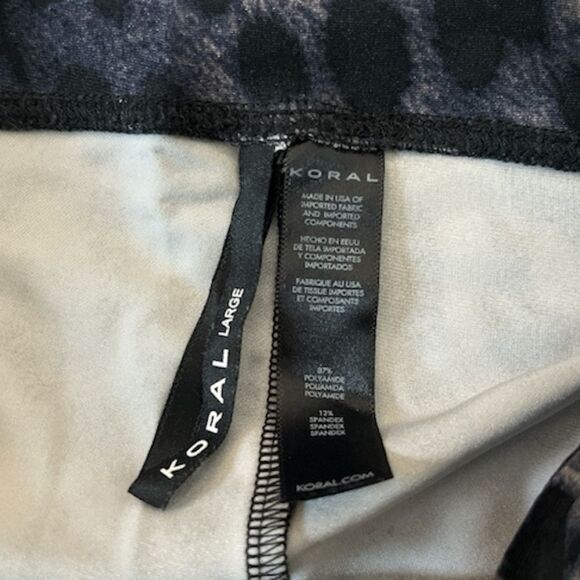 KORAL LARGE
KORAL
MADE IN USA OF
IMPORTED FABRIC
AND IMPORTED
COMPONENTS
HECHO EN EEUU
DE TELA IMPORTADA
Y COMPONENTES
IMPORTADOS
FABRIQUE AU USA
DE TISSUE IMPORTES
ET COMPOSANTES
IMPORTES
87%
POLYAMIDE
POLIAMIDA
POLYAMIDE
13%
SPANDEX
SPANDEX
SPANDEX
KORAL.COM